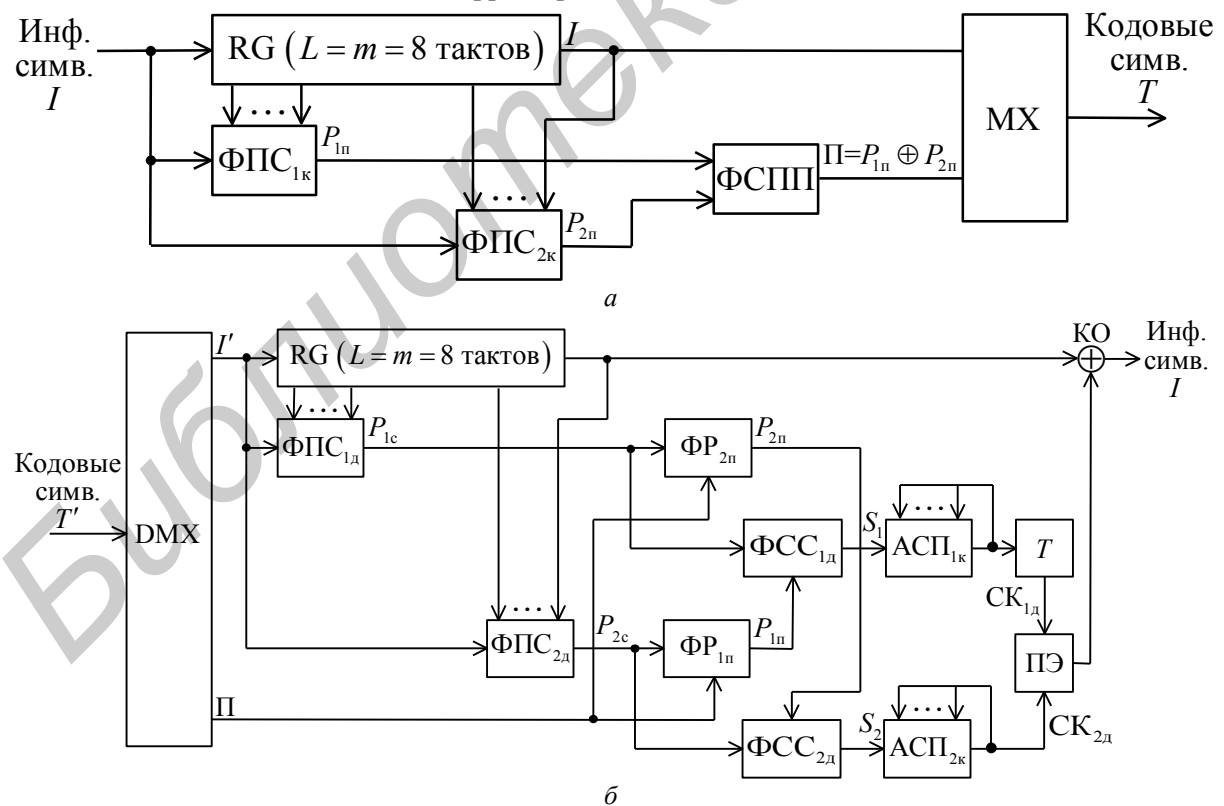 Инф.
симв.
I
RG (L = m = 8 тактов)
I
Кодовые
симв.
T
MX
...
ФПС1к
P1п
ФСПП
П=P1п ⊕ P2п
...
ФПС2к
P2п
а
Библиотек
DMX
I′
RG (L = m = 8 тактов)
КО
Инф.
симв.
I
...
ФПС1д
P1с
ФР2п
P2п
Кодовые
симв.
T′
...
ФСС1д
S1
АСП1к
T
СК1д
...
ФПС2д
P2с
ФР1п
P1п
ПЭ
П
...
ФСС2д
S2
АСП2к
СК2д
б